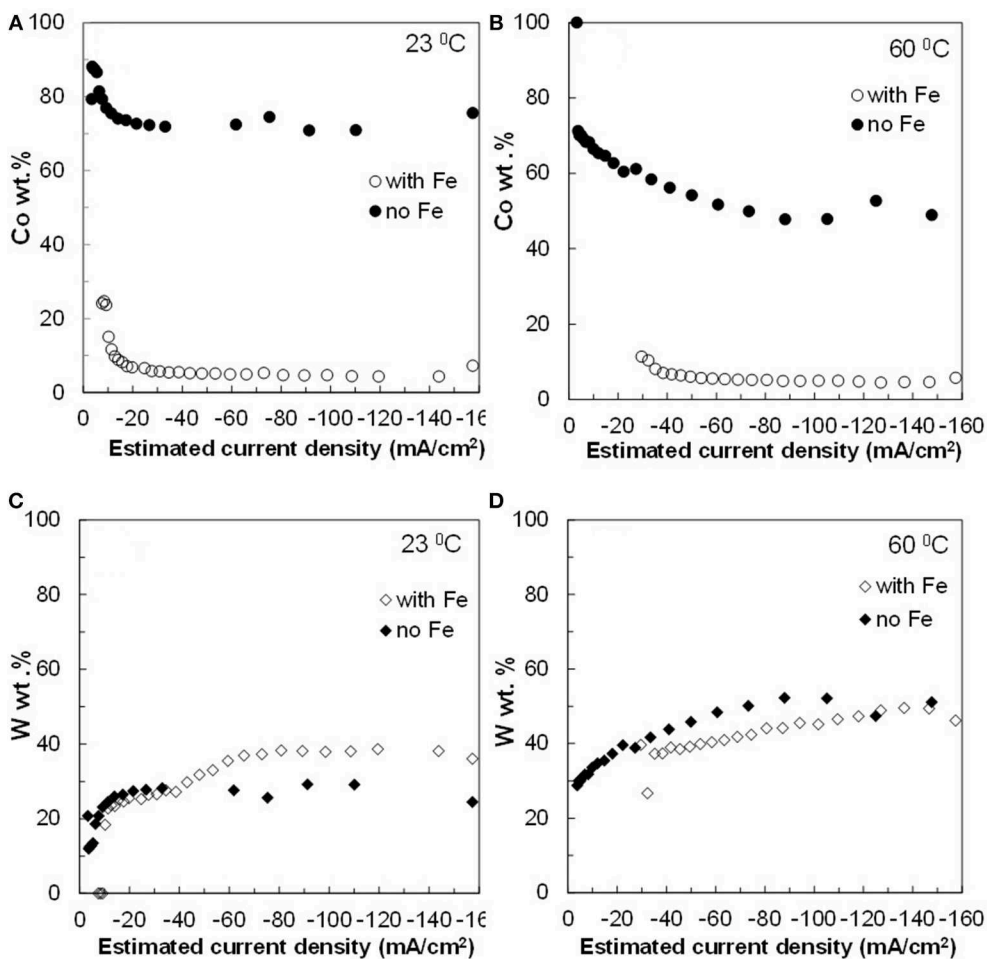 A
100
80
60
40
20
0
Co wt.%
23 ⁰C
with Fe
no Fe
0 -20 -40 -60 -80 -100 -120 -140 -16
Estimated current density (mA/cm²)
B
100
80
60
40
20
0
Co wt.%
60 ⁰C
with Fe
no Fe
0 -20 -40 -60 -80 -100 -120 -140 -160
Estimated current density (mA/cm²)
C
100
80
60
40
20
0
W wt.%
23 ⁰C
with Fe
no Fe
0 -20 -40 -60 -80 -100 -120 -140 -16
Estimated current density (mA/cm²)
D
100
80
60
40
20
0
W wt.%
60 ⁰C
with Fe
no Fe
0 -20 -40 -60 -80 -100 -120 -140 -160
Estimated current density (mA/cm²)